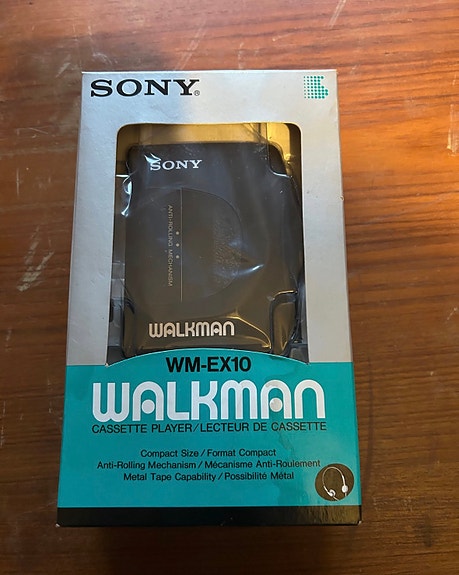 SONY®
SONY
ANTI-ROLLING MECHANISM
WALKMAN
WM-EX10
WALKMAN
CASSETTE PLAYER/LECTEUR DE CASSETTE
Compact Size / Format Compact
Anti-Rolling Mechanism / Mécanisme Anti-Roulement
Metal Tape Capability / Possibilité Métal